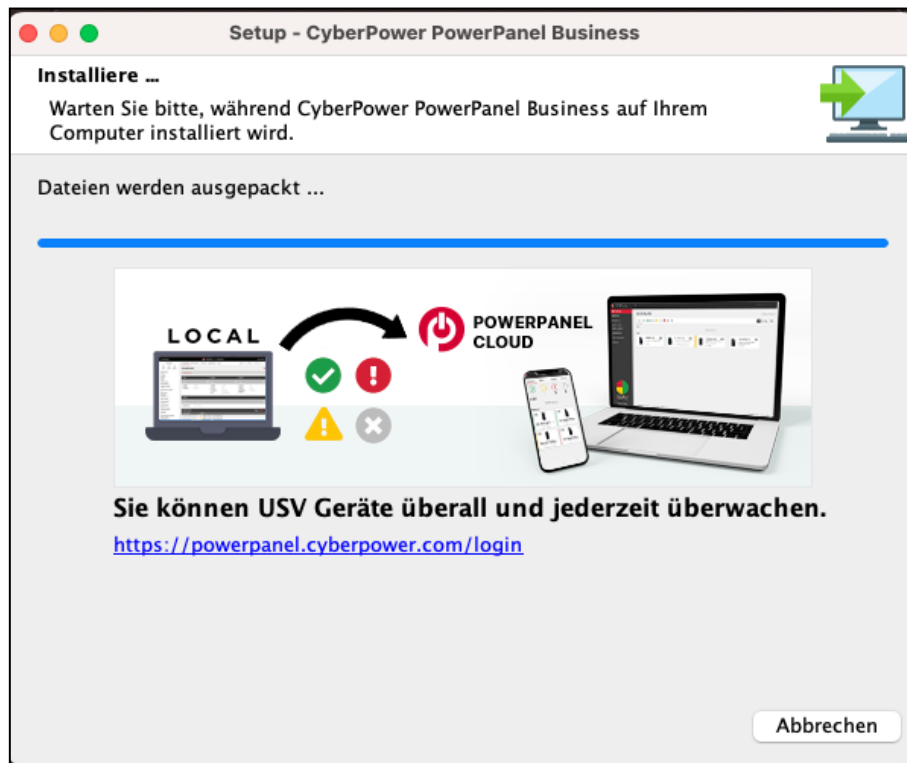 Setup - CyberPower PowerPanel Business
Installiere ...
Warten Sie bitte, während CyberPower PowerPanel Business auf Ihrem
Computer installiert wird.
Dateien werden ausgepackt ...
LOCAL
POWERPANEL
CLOUD
Sie können USV Geräte überall und jederzeit überwachen.
https://powerpanel.cyberpower.com/login
Abbrechen